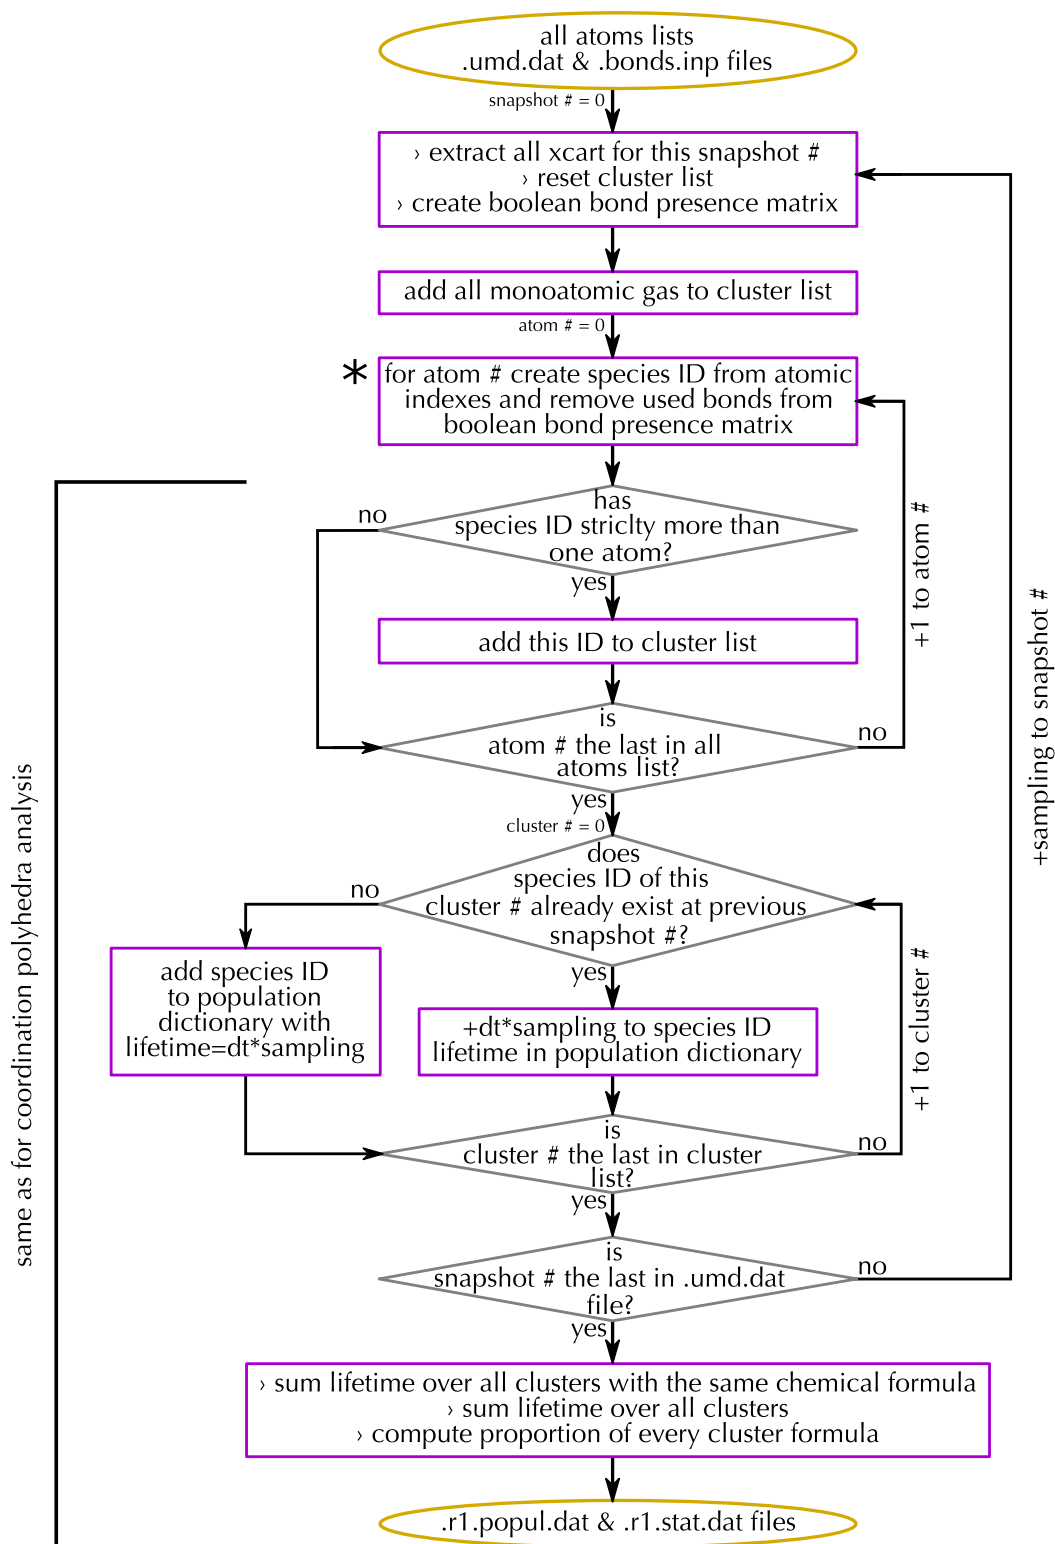 all atoms lists
.umd.dat & .bonds.inp files
snapshot # = 0
› extract all xcart for this snapshot #
› reset cluster list
› create boolean bond presence matrix
add all monoatomic gas to cluster list
atom # = 0
*
for atom # create species ID from atomic
indexes and remove used bonds from
boolean bond presence matrix
has
species ID striclty more than
one atom?
no
yes
add this ID to cluster list
is
atom # the last in all
atoms list?
no
+1 to atom #
yes
cluster # = 0
does
species ID of this
cluster # already exist at previous
snapshot #?
no
yes
add species ID
to population
dictionary with
lifetime=dt*sampling
+dt*sampling to species ID
lifetime in population dictionary
is
cluster # the last in cluster
list?
no
+1 to cluster #
yes
is
snapshot # the last in .umd.dat
file?
no
+sampling to snapshot #
yes
› sum lifetime over all clusters with the same chemical formula
› sum lifetime over all clusters
› compute proportion of every cluster formula
.r1.popul.dat & .r1.stat.dat files
same as for coordination polyhedra analysis